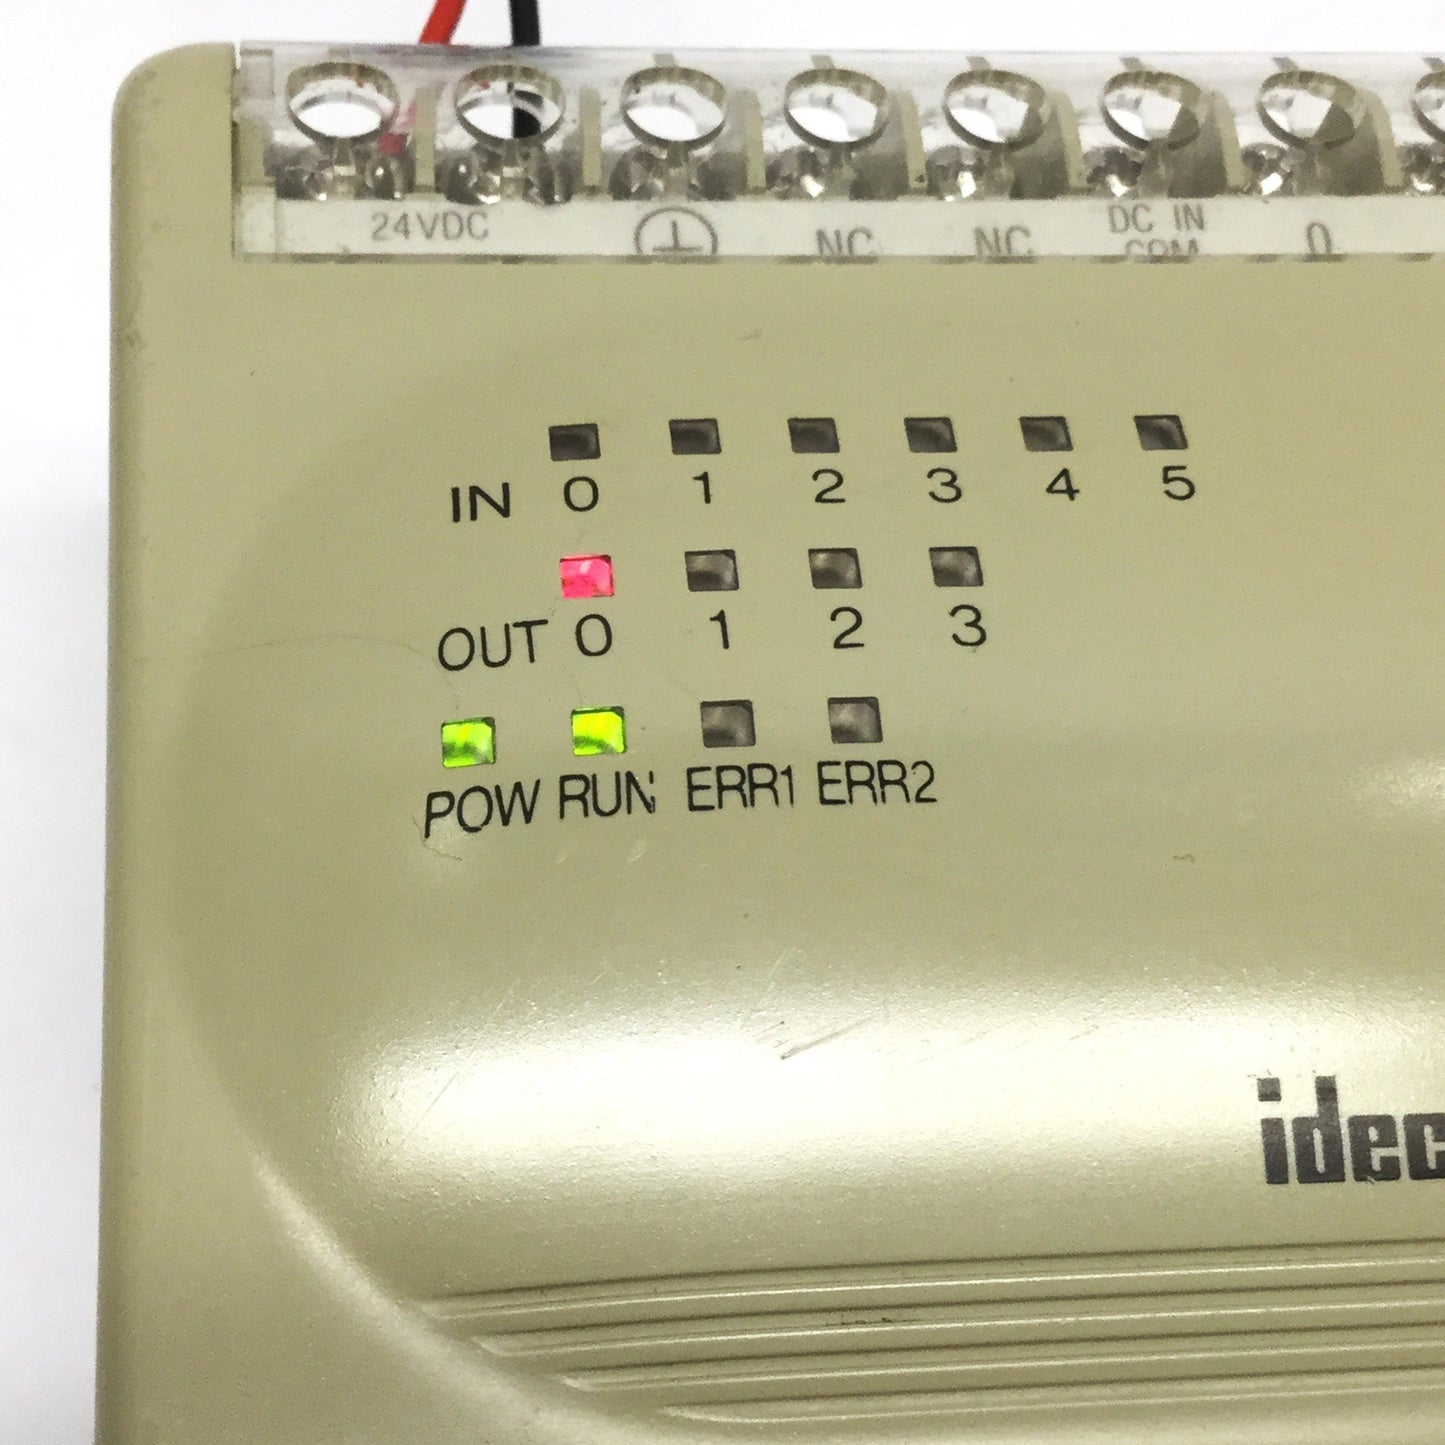 24VDC NC NC DC IN
COM 0
0 1 2 3 4 5
IN
OUT 0 1 2 3
POW RUN ERR1 ERR2
idec